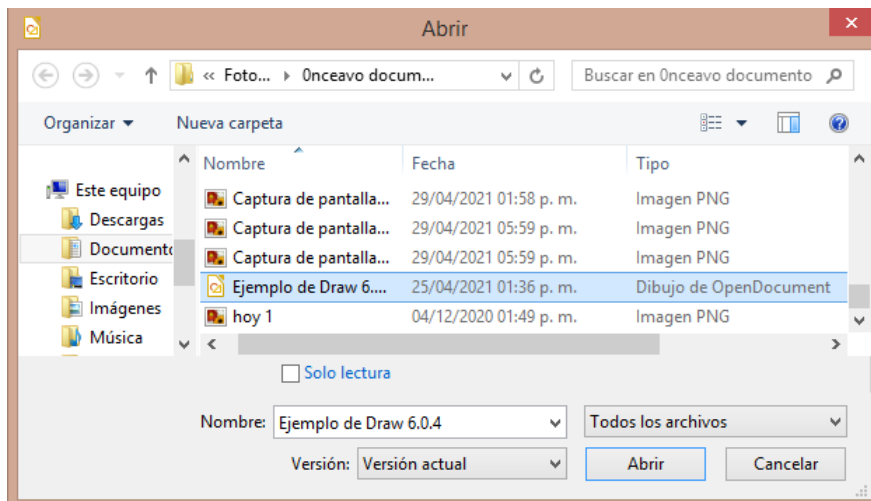 Abrir
« Foto... 0nceavo docum... Buscar en 0nceavo documento
Organizar Nueva carpeta
Nombre Fecha Tipo
Este equipo
Descargas
Document
Escritorio
Imágenes
Música
Captura de pantalla... 29/04/2021 01:58 p. m. Imagen PNG
Captura de pantalla... 29/04/2021 05:59 p. m. Imagen PNG
Captura de pantalla... 29/04/2021 05:59 p. m. Imagen PNG
Ejemplo de Draw 6.... 25/04/2021 01:36 p. m. Dibujo de OpenDocument
hoy 1 04/12/2020 01:49 p. m. Imagen PNG
Solo lectura
Nombre: Ejemplo de Draw 6.0.4 Todos los archivos
Versión: Versión actual Abrir Cancelar